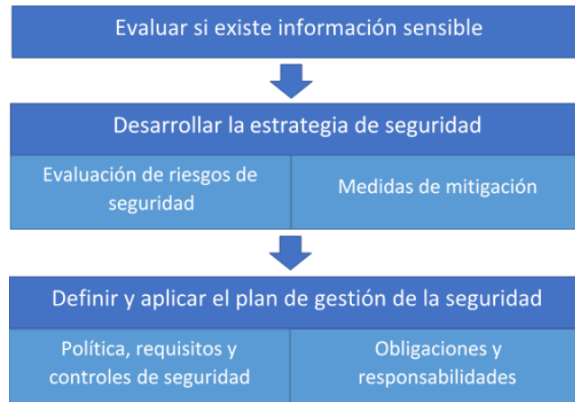 Evaluar si existe información sensible
Desarrollar la estrategia de seguridad
Evaluación de riesgos de
seguridad
Medidas de mitigación
Definir y aplicar el plan de gestión de la seguridad
Política, requisitos y
controles de seguridad
Obligaciones y
responsabilidades